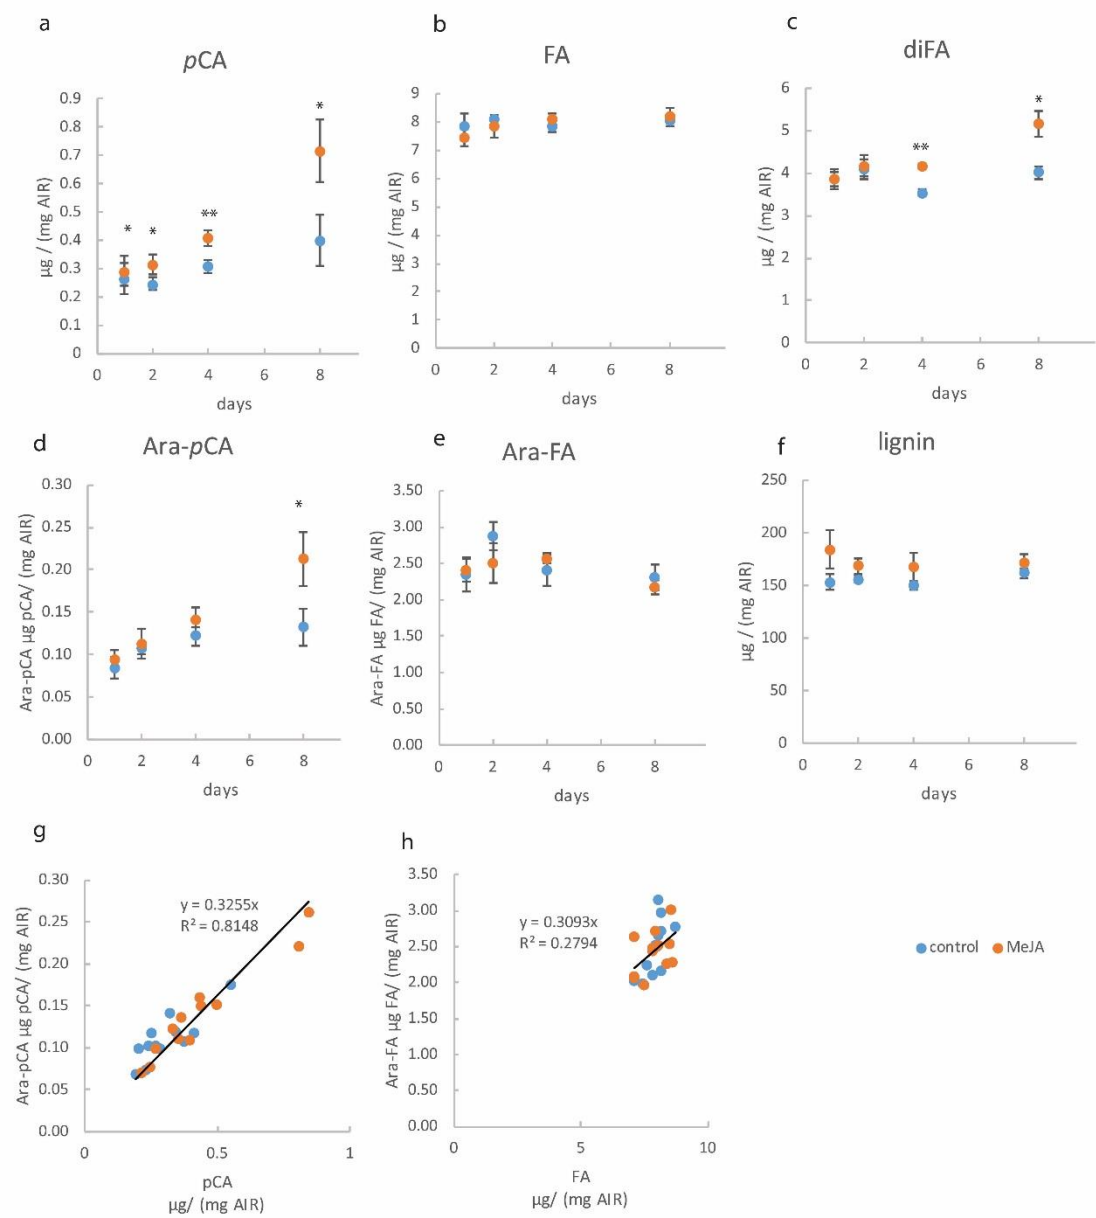 a
pCA
0.9
0.8
0.7
0.6
0.5
0.4
0.3
0.2
0.1
0
µg / (mg AIR)
*
*
**
*
0
2
4
6
8
days
b
FA
9
8
7
6
5
4
3
2
1
0
µg / (mg AIR)
0
2
4
6
8
days
c
diFA
6
5
4
3
2
1
0
µg / (mg AIR)
**
*
0
2
4
6
8
days
d
Ara-pCA
0.30
0.25
0.20
0.15
0.10
0.05
0.00
Ara-pCA µg pCA/ (mg AIR)
*
0
2
4
6
8
days
e
Ara-FA
3.50
3.00
2.50
2.00
1.50
1.00
0.50
0.00
Ara-FA µg FA/ (mg AIR)
0
2
4
6
8
days
f
lignin
250
200
150
100
50
0
µg / (mg AIR)
0
2
4
6
8
days
g
0.30
0.25
0.20
0.15
0.10
0.05
0.00
Ara-pCA µg pCA/ (mg AIR)
y = 0.3255x
R² = 0.8148
0
1
pCA
µg/ (mg AIR)
h
3.50
3.00
2.50
2.00
1.50
1.00
0.50
0.00
Ara-FA µg FA/ (mg AIR)
y = 0.3093x
R² = 0.2794
0
5
10
FA
µg/ (mg AIR)
control
MeJA